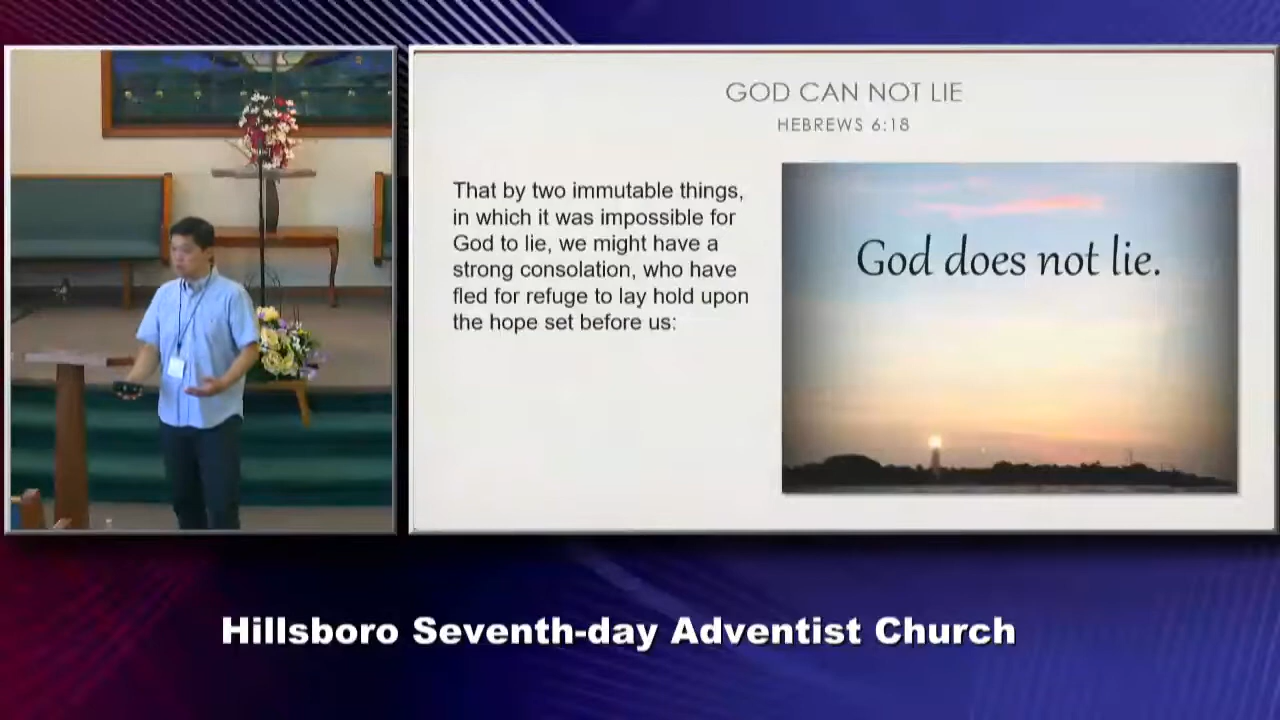 GOD CAN NOT LIE
HEBREWS 6:18
That by two immutable things,
in which it was impossible for
God to lie, we might have a
strong consolation, who have
fled for refuge to lay hold upon
the hope set before us:
God does not lie.
Hillsboro Seventh-day Adventist Church